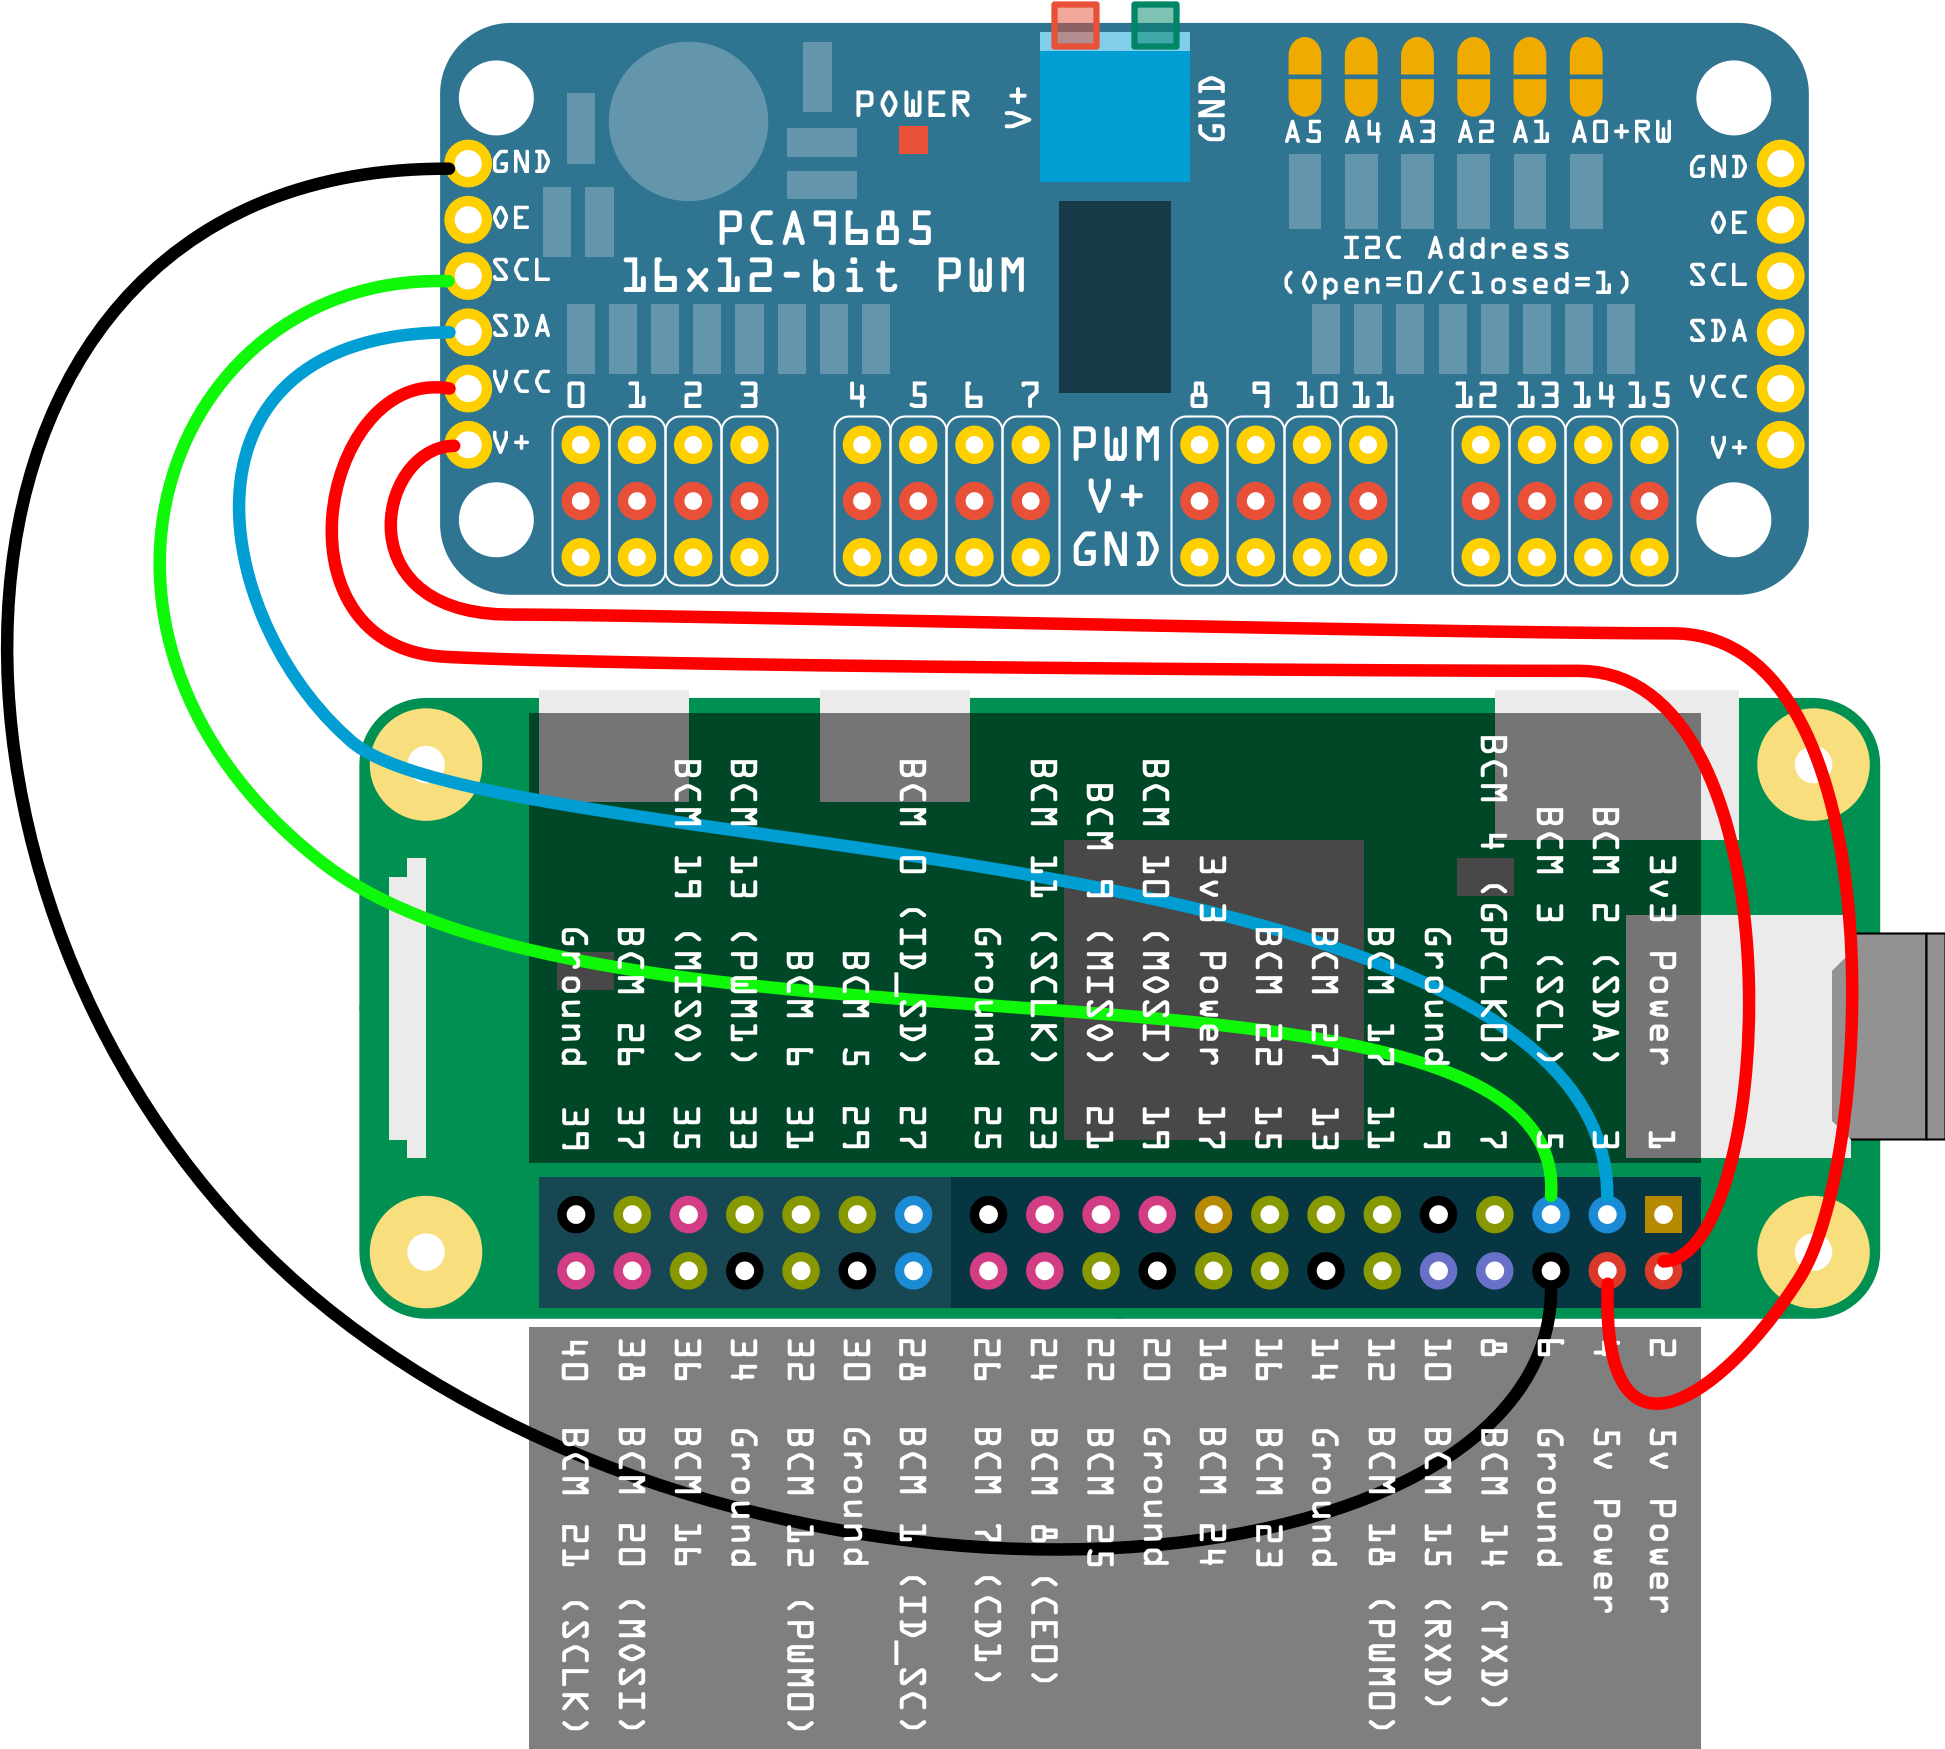 POWER
V+
GND
A5 A4 A3 A2 A1 A0+RW
GND
OE
SCL
SDA
VCC
V+
PCA9685
16x12-bit PWM
I2C Address
(Open=0/Closed=1)
GND
OE
SCL
SDA
VCC
V+
0 1 2 3 4 5 6 7 8 9 10 11 12 13 14 15
PWM
V+
GND
Ground 39
BCM 26 37
BCM 19 (MISO) 35
BCM 13 (PWM1) 33
BCM 6 31
BCM 5 29
BCM 0 (ID_SD) 27
Ground 25
BCM 11 (SCLK) 23
BCM 9 (MISO) 21
BCM 10 (MOSI) 19
3v3 Power 17
BCM 22 15
BCM 27 13
BCM 17 11
Ground 9
BCM 4 (GPCLK0) 7
BCM 3 (SCL) 5
BCM 2 (SDA) 3
3v3 Power 1
40 BCM 21 (SCLK)
38 BCM 20 (MOSI)
36 BCM 16
34 Ground
32 BCM 12 (PWM0)
30 Ground
28 BCM 1 (ID_SC)
26 BCM 7 (CD1)
24 BCM 8 (CE0)
22 BCM 25
20 Ground
18 BCM 24
16 BCM 23
14 Ground
12 BCM 18 (PWM0)
10 BCM 15 (RXD)
8 BCM 14 (TXD)
6 Ground
4 5v Power
2 5v Power